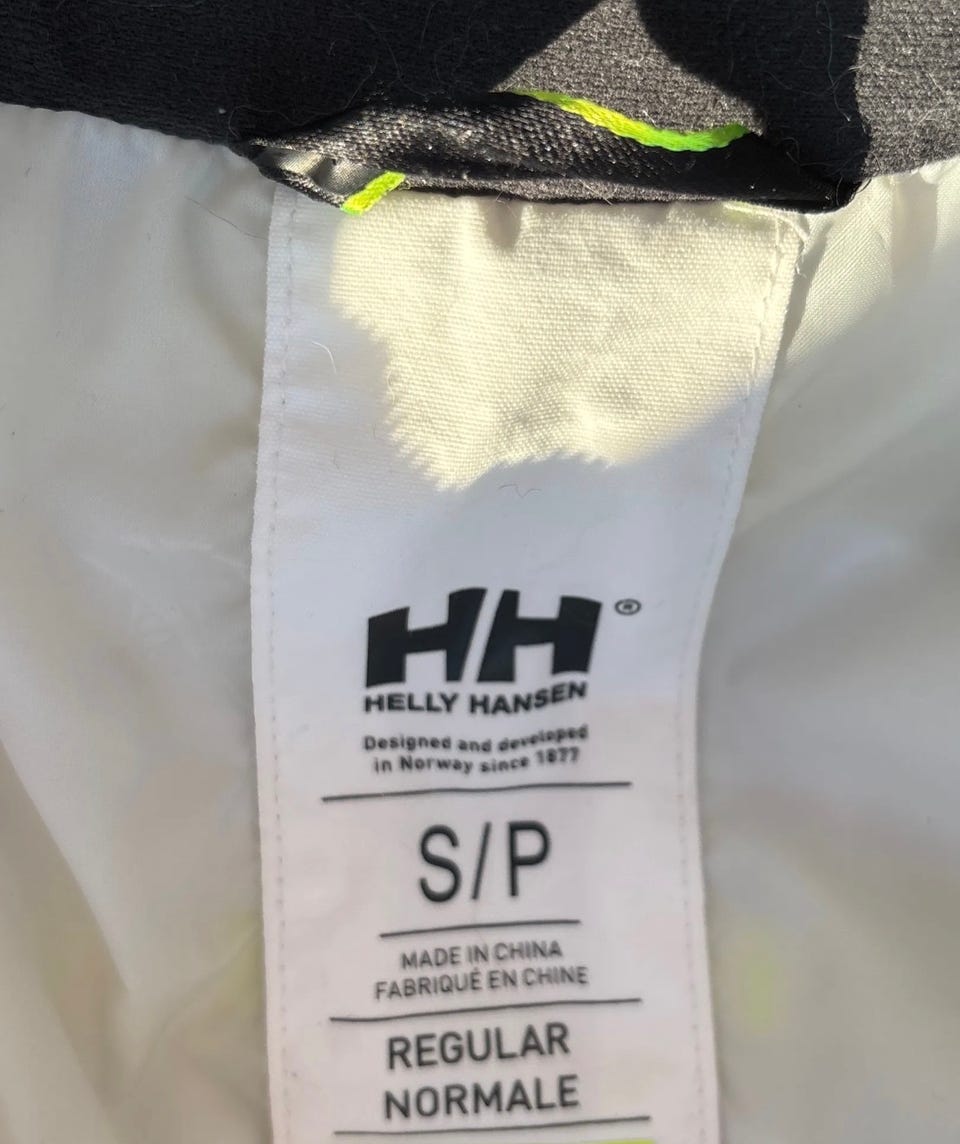 HH ®
HELLY HANSEN
Designed and developed
in Norway since 1877
S/P
MADE IN CHINA
FABRIQUÉ EN CHINE
REGULAR
NORMALE